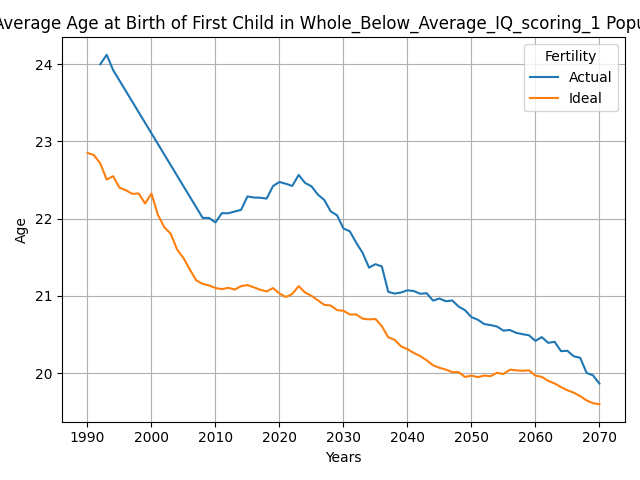 Average Age at Birth of First Child in Whole_Below_Average_IQ_scoring_1 Popu
Fertility
Actual
Ideal
Age
24
23
22
21
20
1990 2000 2010 2020 2030 2040 2050 2060 2070
Years